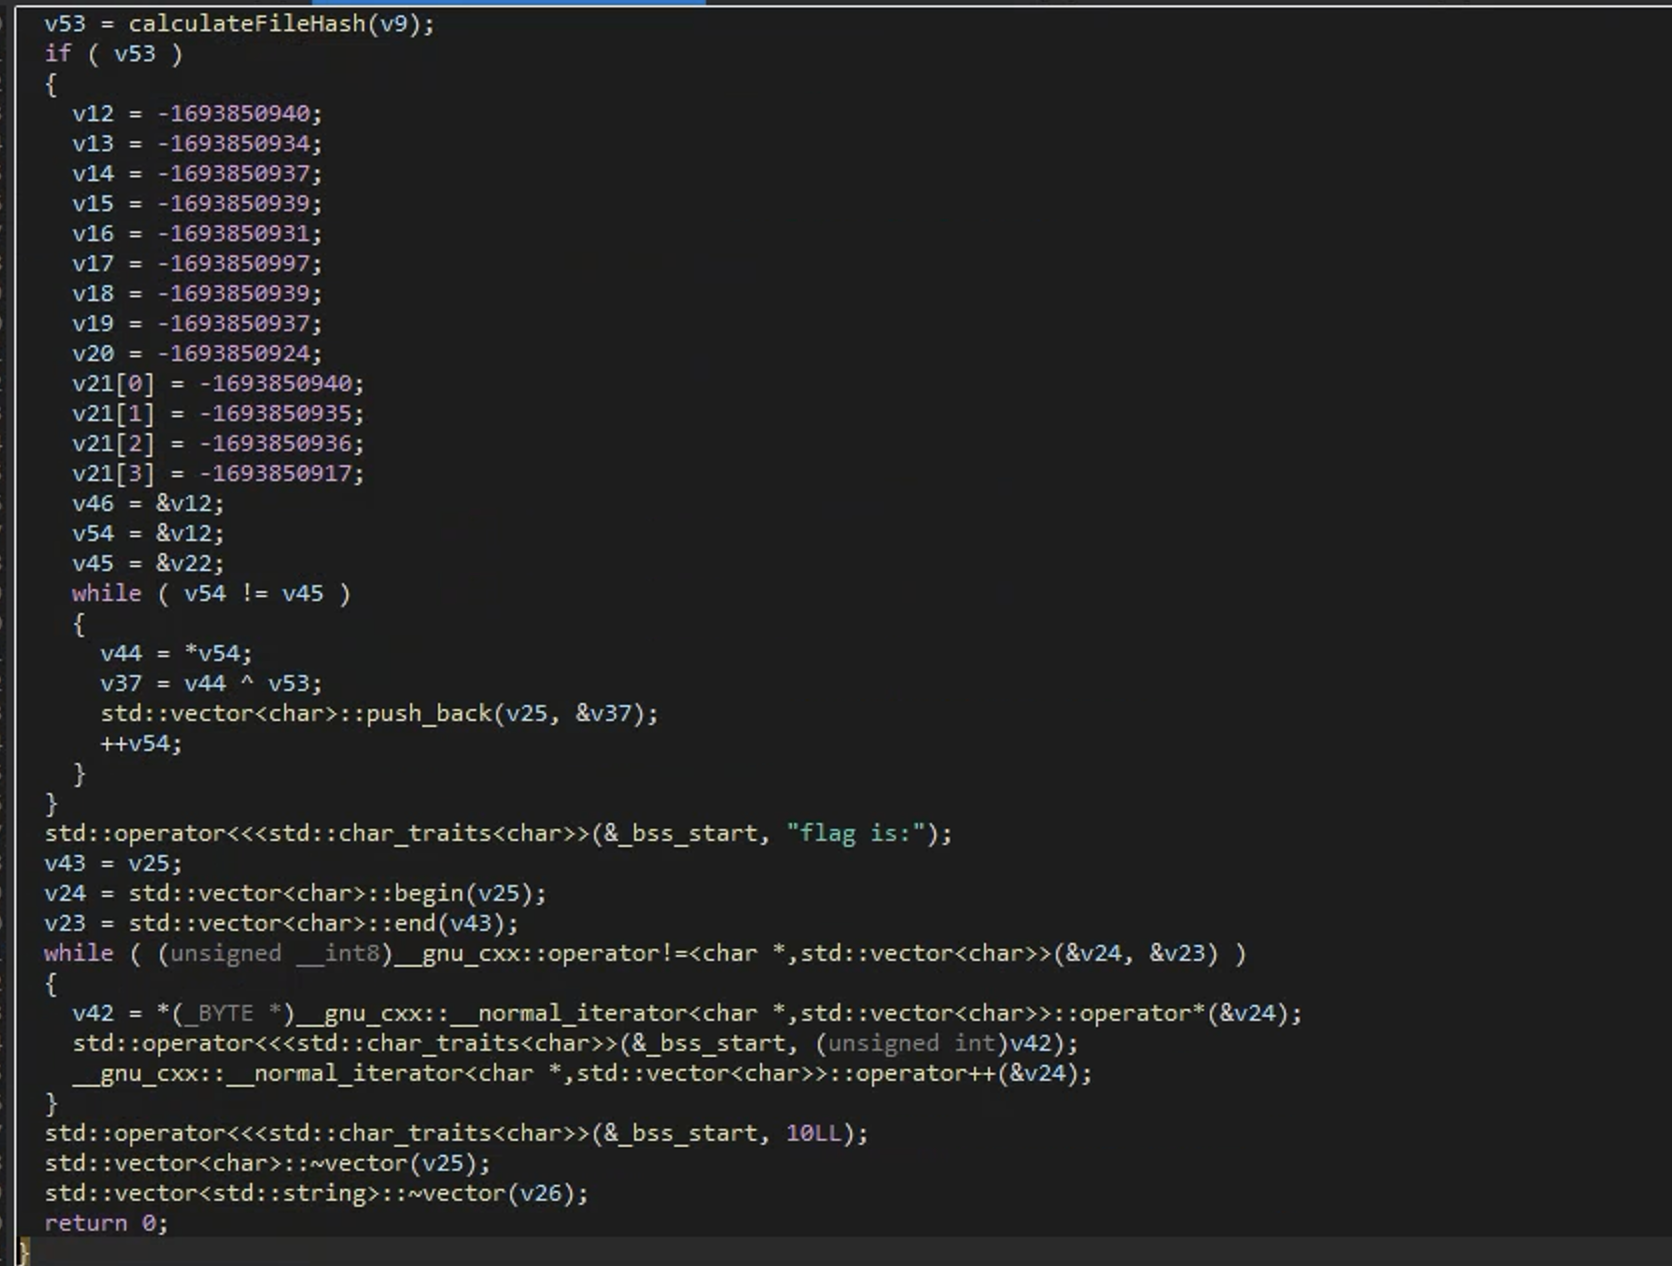 v53 = calculateFileHash(v9);
if ( v53 )
{
v12 = -1693850940;
v13 = -1693850934;
v14 = -1693850937;
v15 = -1693850939;
v16 = -1693850931;
v17 = -1693850997;
v18 = -1693850939;
v19 = -1693850937;
v20 = -1693850924;
v21[0] = -1693850940;
v21[1] = -1693850935;
v21[2] = -1693850936;
v21[3] = -1693850917;
v46 = &v12;
v54 = &v12;
v45 = &v22;
while ( v54 != v45 )
{
v44 = *v54;
v37 = v44 ^ v53;
std::vector<char>::push_back(v25, &v37);
++v54;
}
}
std::operator<<<std::char_traits<char>>(&_bss_start, "flag is:");
v43 = v25;
v24 = std::vector<char>::begin(v25);
v23 = std::vector<char>::end(v43);
while ( (unsigned __int8)__gnu_cxx::operator!=<char *,std::vector<char>>(&v24, &v23) )
{
v42 = *(_BYTE *)__gnu_cxx::__normal_iterator<char *,std::vector<char>>::operator*(&v24);
std::operator<<<std::char_traits<char>>(&_bss_start, (unsigned int)v42);
__gnu_cxx::__normal_iterator<char *,std::vector<char>>::operator++(&v24);
}
std::operator<<<std::char_traits<char>>(&_bss_start, 10LL);
std::vector<char>::~vector(v25);
std::vector<std::string>::~vector(v26);
return 0;
}